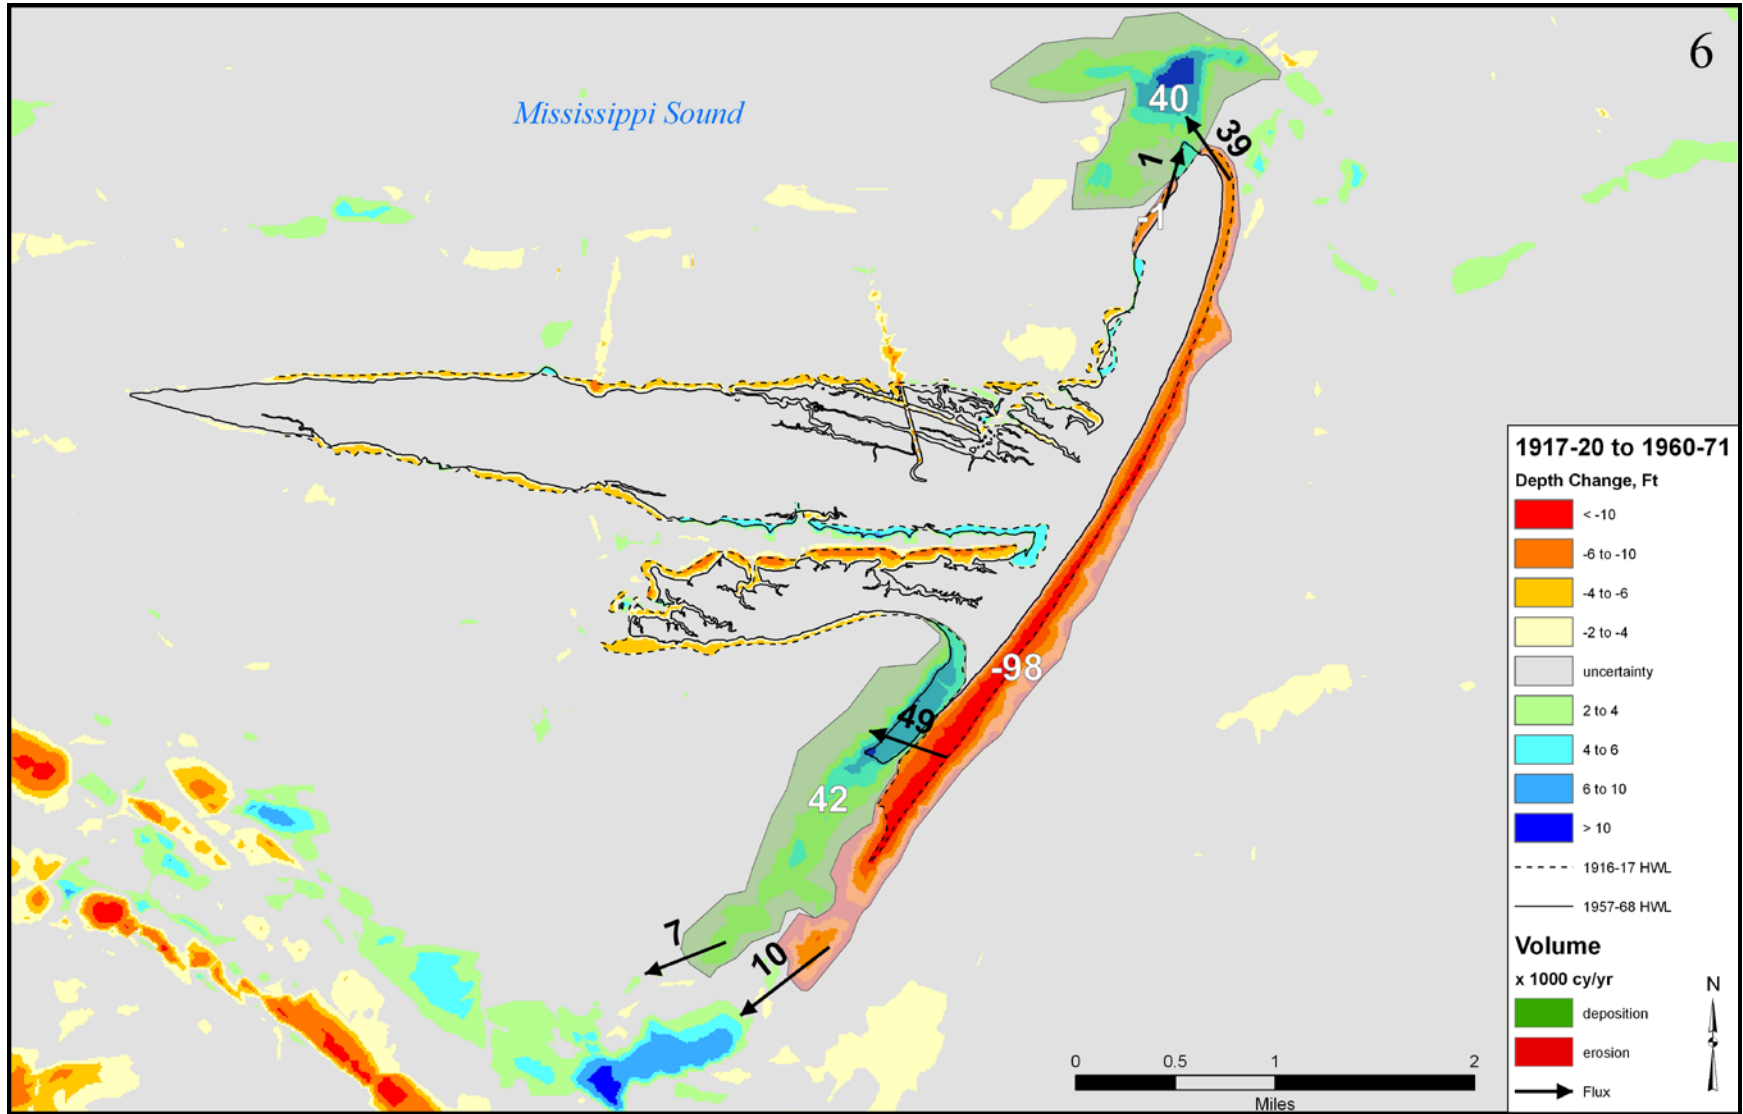 6
Mississippi Sound
40
39
1
-1
-98
49
42
7
10
1917-20 to 1960-71
Depth Change, Ft
< -10
-6 to -10
-4 to -6
-2 to -4
uncertainty
2 to 4
4 to 6
6 to 10
> 10
1916-17 HWL
1957-68 HWL
Volume
x 1000 cy/yr
deposition
erosion
Flux
N
0 0.5 1 2
Miles